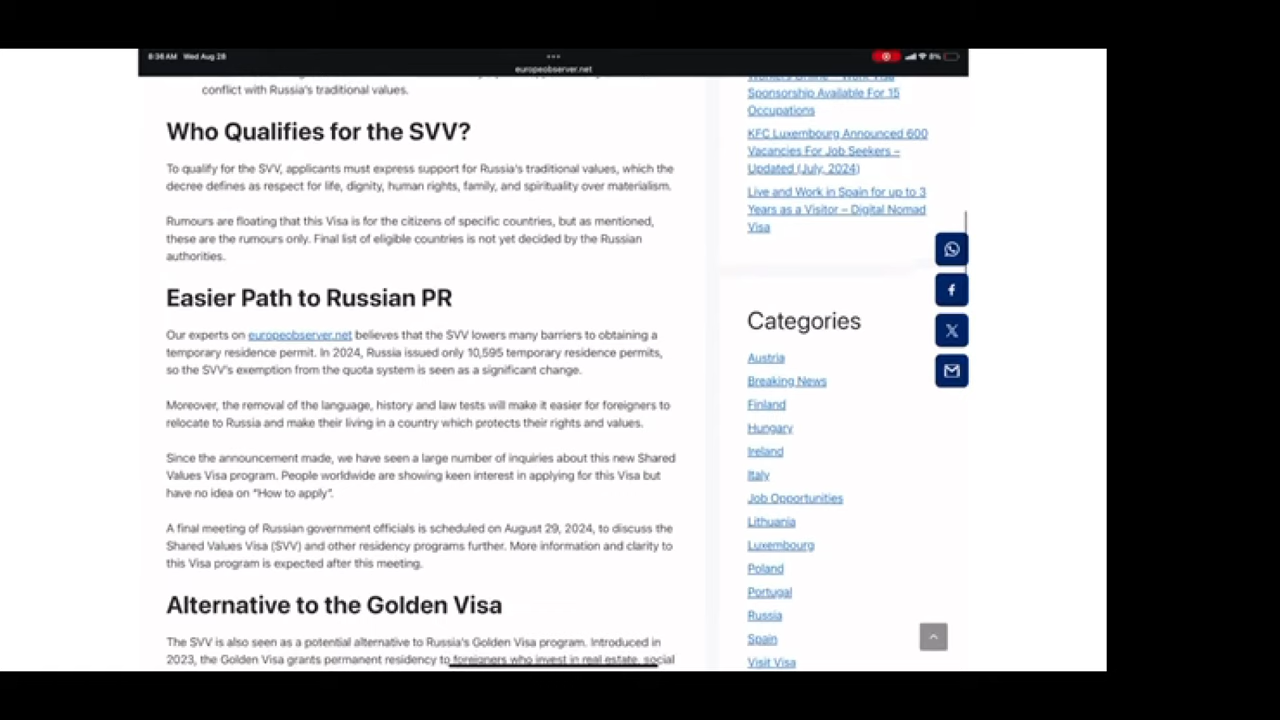 8:36 AM Wed Aug 28
8%
europeobserver.net
conflict with Russia's traditional values.
Who Qualifies for the SVV?
To qualify for the SVV, applicants must express support for Russia's traditional values, which the
decree defines as respect for life, dignity, human rights, family, and spirituality over materialism.
Rumours are floating that this Visa is for the citizens of specific countries, but as mentioned,
these are the rumours only. Final list of eligible countries is not yet decided by the Russian
authorities.
Easier Path to Russian PR
Our experts on europeobserver.net believes that the SVV lowers many barriers to obtaining a
temporary residence permit. In 2024, Russia issued only 10,595 temporary residence permits,
so the SVV's exemption from the quota system is seen as a significant change.
Moreover, the removal of the language, history and law tests will make it easier for foreigners to
relocate to Russia and make their living in a country which protects their rights and values.
Since the announcement made, we have seen a large number of inquiries about this new Shared
Values Visa program. People worldwide are showing keen interest in applying for this Visa but
have no idea on "How to apply".
A final meeting of Russian government officials is scheduled on August 29, 2024, to discuss the
Shared Values Visa (SVV) and other residency programs further. More information and clarity to
this Visa program is expected after this meeting.
Alternative to the Golden Visa
The SVV is also seen as a potential alternative to Russia's Golden Visa program. Introduced in
2023, the Golden Visa grants permanent residency to foreigners who invest in real estate, social
Workers Online – Work Visa
Sponsorship Available For 15
Occupations
KFC Luxembourg Announced 600
Vacancies For Job Seekers –
Updated (July, 2024)
Live and Work in Spain for up to 3
Years as a Visitor – Digital Nomad
Visa
Categories
Austria
Breaking News
Finland
Hungary
Ireland
Italy
Job Opportunities
Lithuania
Luxembourg
Poland
Portugal
Russia
Spain
Visit Visa